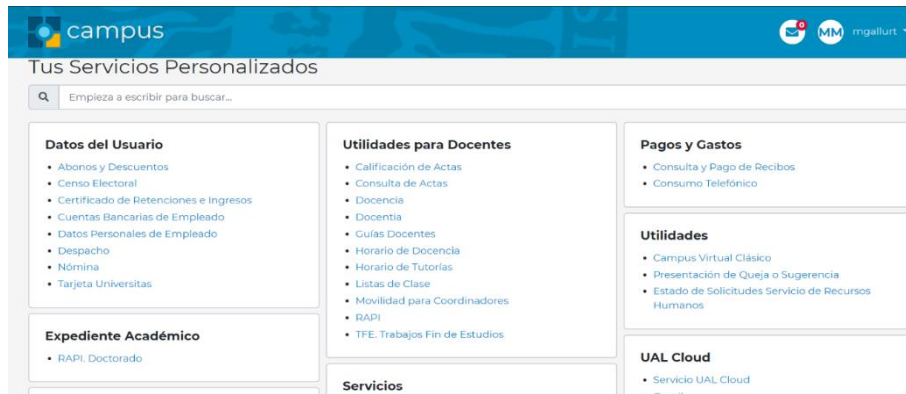 campus
0
MM
mgallurt
Tus Servicios Personalizados
Empieza a escribir para buscar...
Datos del Usuario
Abonos y Descuentos
Censo Electoral
Certificado de Retenciones e Ingresos
Cuentas Bancarias de Empleado
Datos Personales de Empleado
Despacho
Nómina
Tarjeta Universitas
Expediente Académico
RAPI. Doctorado
Utilidades para Docentes
Calificación de Actas
Consulta de Actas
Docencia
Docentia
Guías Docentes
Horario de Docencia
Horario de Tutorías
Listas de Clase
Movilidad para Coordinadores
RAPI
TFE. Trabajos Fin de Estudios
Servicios
Pagos y Gastos
Consulta y Pago de Recibos
Consumo Telefónico
Utilidades
Campus Virtual Clásico
Presentación de Queja o Sugerencia
Estado de Solicitudes Servicio de Recursos
Humanos
UAL Cloud
Servicio UAL Cloud